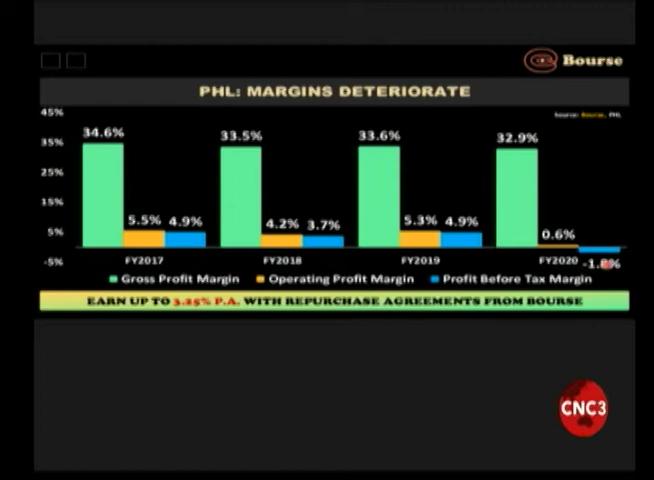 Bourse
PHL: MARGINS DETERIORATE
Source: Bourse, PHL
45%
35%
25%
15%
5%
-5%
34.6%
5.5%
4.9%
33.5%
4.2%
3.7%
33.6%
5.3%
4.9%
32.9%
0.6%
FY2017
FY2018
FY2019
FY2020
Gross Profit Margin
Operating Profit Margin
Profit Before Tax Margin
EARN UP TO 3.25% P.A. WITH REPURCHASE AGREEMENTS FROM BOURSE
CNC3